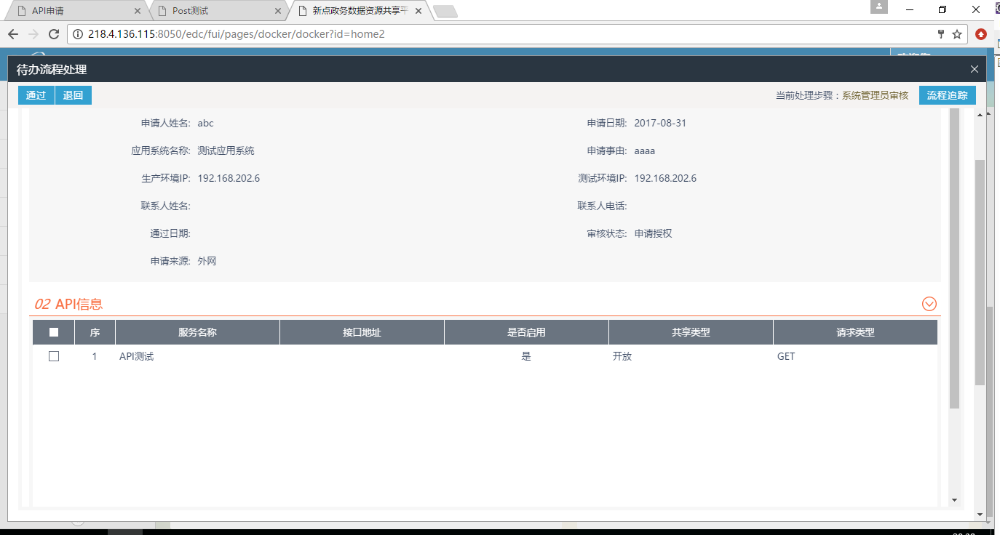 API申请
Post测试
新点政务数据资源共享平
218.4.136.115:8050/edc/fui/pages/docker/docker?id=home2
待办流程处理
通过 退回 当前处理步骤：系统管理员审核 流程追踪
申请人姓名: abc 申请日期: 2017-08-31
应用系统名称: 测试应用系统 申请事由: aaaa
生产环境IP: 192.168.202.6 测试环境IP: 192.168.202.6
联系人姓名: 联系人电话:
通过日期: 审核状态: 申请授权
申请来源: 外网
02 API信息
序 服务名称 接口地址 是否启用 共享类型 请求类型
1 API测试 是 开放 GET